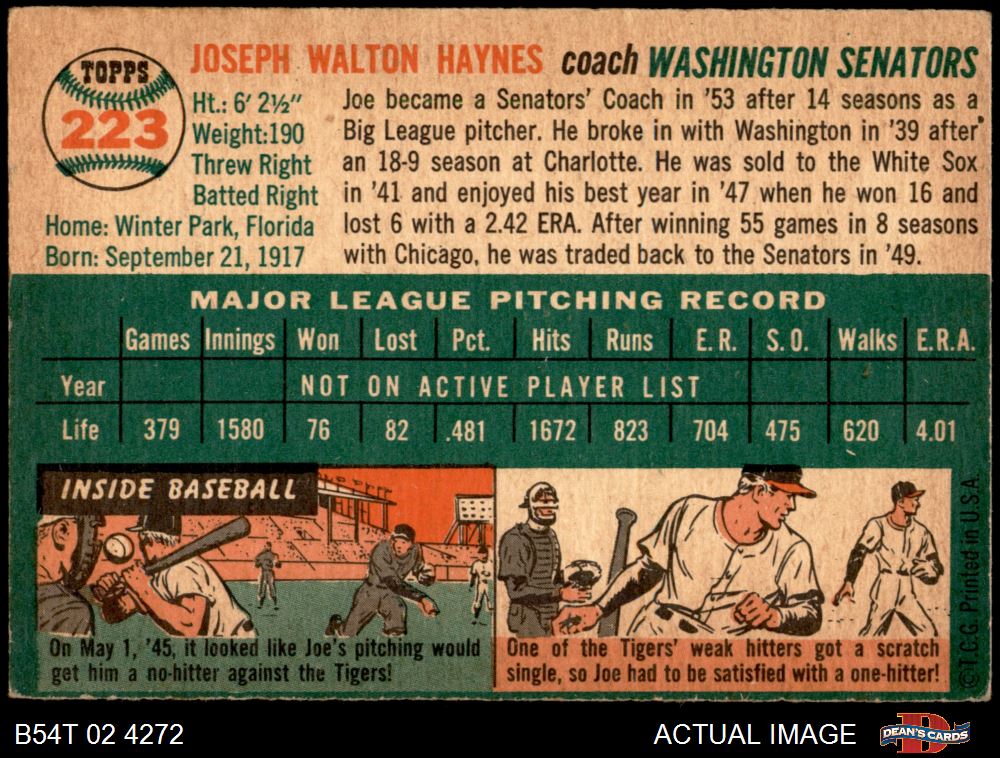 TOPPS
223
JOSEPH WALTON HAYNES coach WASHINGTON SENATORS
Ht.: 6' 2½"
Weight:190
Threw Right
Batted Right
Home: Winter Park, Florida
Born: September 21, 1917
Joe became a Senators' Coach in '53 after 14 seasons as a
Big League pitcher. He broke in with Washington in '39 after
an 18-9 season at Charlotte. He was sold to the White Sox
in '41 and enjoyed his best year in '47 when he won 16 and
lost 6 with a 2.42 ERA. After winning 55 games in 8 seasons
with Chicago, he was traded back to the Senators in '49.
MAJOR LEAGUE PITCHING RECORD
Games Innings Won Lost Pct. Hits Runs E. R. S. O. Walks E.R.A.
Year NOT ON ACTIVE PLAYER LIST
Life 379 1580 76 82 .481 1672 823 704 475 620 4.01
INSIDE BASEBALL
On May 1, '45, it looked like Joe's pitching would
get him a no-hitter against the Tigers!
One of the Tigers' weak hitters got a scratch
single, so Joe had to be satisfied with a one-hitter!
©T.C.G. Printed in U.S.A.
B54T 02 4272
ACTUAL IMAGE
DEAN'S CARDS